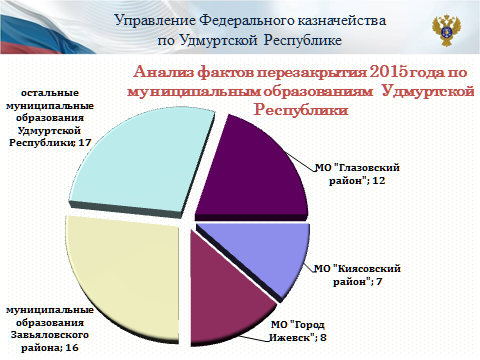 Управление Федерального казначейства
по Удмуртской Республике
Анализ фактов перезакрытия 2015 года по
муниципальным образованиям Удмуртской
Республики
остальные
муниципальные
образования
Удмуртской
Республики; 17
МО "Глазовский
район"; 12
МО "Киясовский
район"; 7
МО "Город
Ижевск"; 8
муниципальные
образования
Завьяловского
района; 16